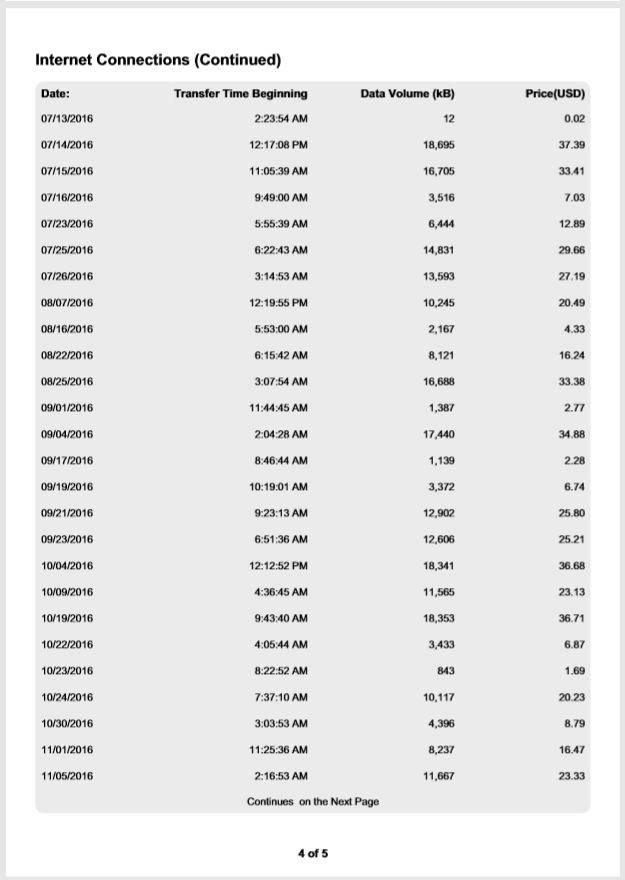 Internet Connections (Continued)
Date: Transfer Time Beginning Data Volume (kB) Price(USD)
07/13/2016 2:23:54 AM 12 0.02
07/14/2016 12:17:08 PM 18,695 37.39
07/15/2016 11:05:39 AM 16,705 33.41
07/16/2016 9:49:00 AM 3,516 7.03
07/23/2016 5:55:39 AM 6,444 12.89
07/25/2016 6:22:43 AM 14,831 29.66
07/26/2016 3:14:53 AM 13,593 27.19
08/07/2016 12:19:55 PM 10,245 20.49
08/16/2016 5:53:00 AM 2,167 4.33
08/22/2016 6:15:42 AM 8,121 16.24
08/25/2016 3:07:54 AM 16,688 33.38
09/01/2016 11:44:45 AM 1,387 2.77
09/04/2016 2:04:28 AM 17,440 34.88
09/17/2016 8:46:44 AM 1,139 2.28
09/19/2016 10:19:01 AM 3,372 6.74
09/21/2016 9:23:13 AM 12,902 25.80
09/23/2016 6:51:36 AM 12,606 25.21
10/04/2016 12:12:52 PM 18,341 36.68
10/09/2016 4:36:45 AM 11,565 23.13
10/19/2016 9:43:40 AM 18,353 36.71
10/22/2016 4:05:44 AM 3,433 6.87
10/23/2016 8:22:52 AM 843 1.69
10/24/2016 7:37:10 AM 10,117 20.23
10/30/2016 3:03:53 AM 4,396 8.79
11/01/2016 11:25:36 AM 8,237 16.47
11/05/2016 2:16:53 AM 11,667 23.33
Continues on the Next Page
4 of 5